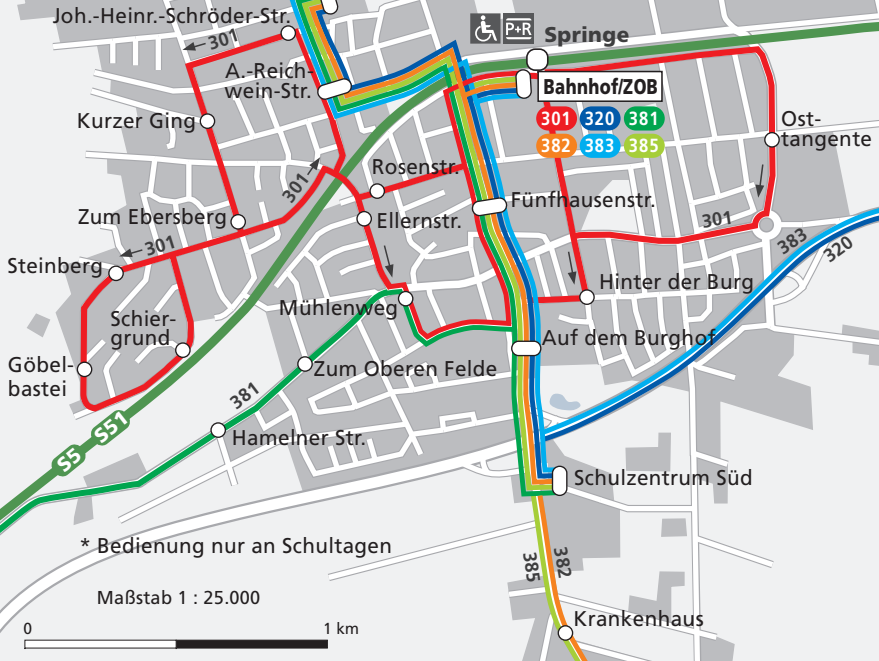 Joh.-Heinr.-Schröder-Str.
301
P+R
Springe
A.-Reich-
wein-Str.
Bahnhof/ZOB
301 320 381
382 383 385
Kurzer Ging
Ost-
tangente
Rosenstr.
301
Fünfhausenstr.
Zum Ebersberg
Ellernstr.
301
383
320
301
Steinberg
Hinter der Burg
Mühlenweg
Schier-
grund
Auf dem Burghof
Göbel-
bastei
Zum Oberen Felde
381
S5 S51
Hamelner Str.
Schulzentrum Süd
* Bedienung nur an Schultagen
385
382
Maßstab 1 : 25.000
0 1 km
Krankenhaus